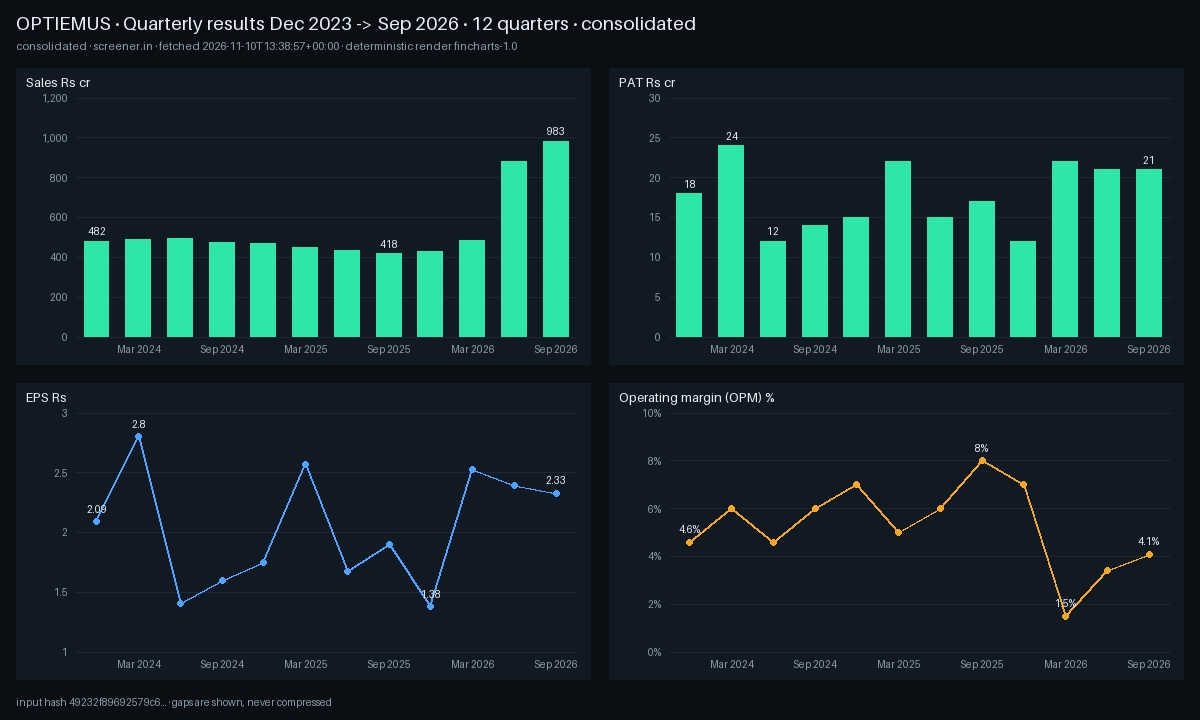 OPTIEMUS · Quarterly results Dec 2023 -> Sep 2026 · 12 quarters · consolidated
consolidated · screener.in · fetched 2026-11-10T13:38:57+00:00 · deterministic render fincharts-1.0
Sales Rs cr
1,200
1,000
800
600
400
200
0
482
418
983
Mar 2024
Sep 2024
Mar 2025
Sep 2025
Mar 2026
Sep 2026
PAT Rs cr
30
25
20
15
10
5
0
18
24
12
21
Mar 2024
Sep 2024
Mar 2025
Sep 2025
Mar 2026
Sep 2026
EPS Rs
3
2.5
2
1.5
1
2.09
2.8
1.38
2.33
Mar 2024
Sep 2024
Mar 2025
Sep 2025
Mar 2026
Sep 2026
Operating margin (OPM) %
10%
8%
6%
4%
2%
0%
4.6%
8%
1.5%
4.1%
Mar 2024
Sep 2024
Mar 2025
Sep 2025
Mar 2026
Sep 2026
input hash 49232f89692579c6… · gaps are shown, never compressed